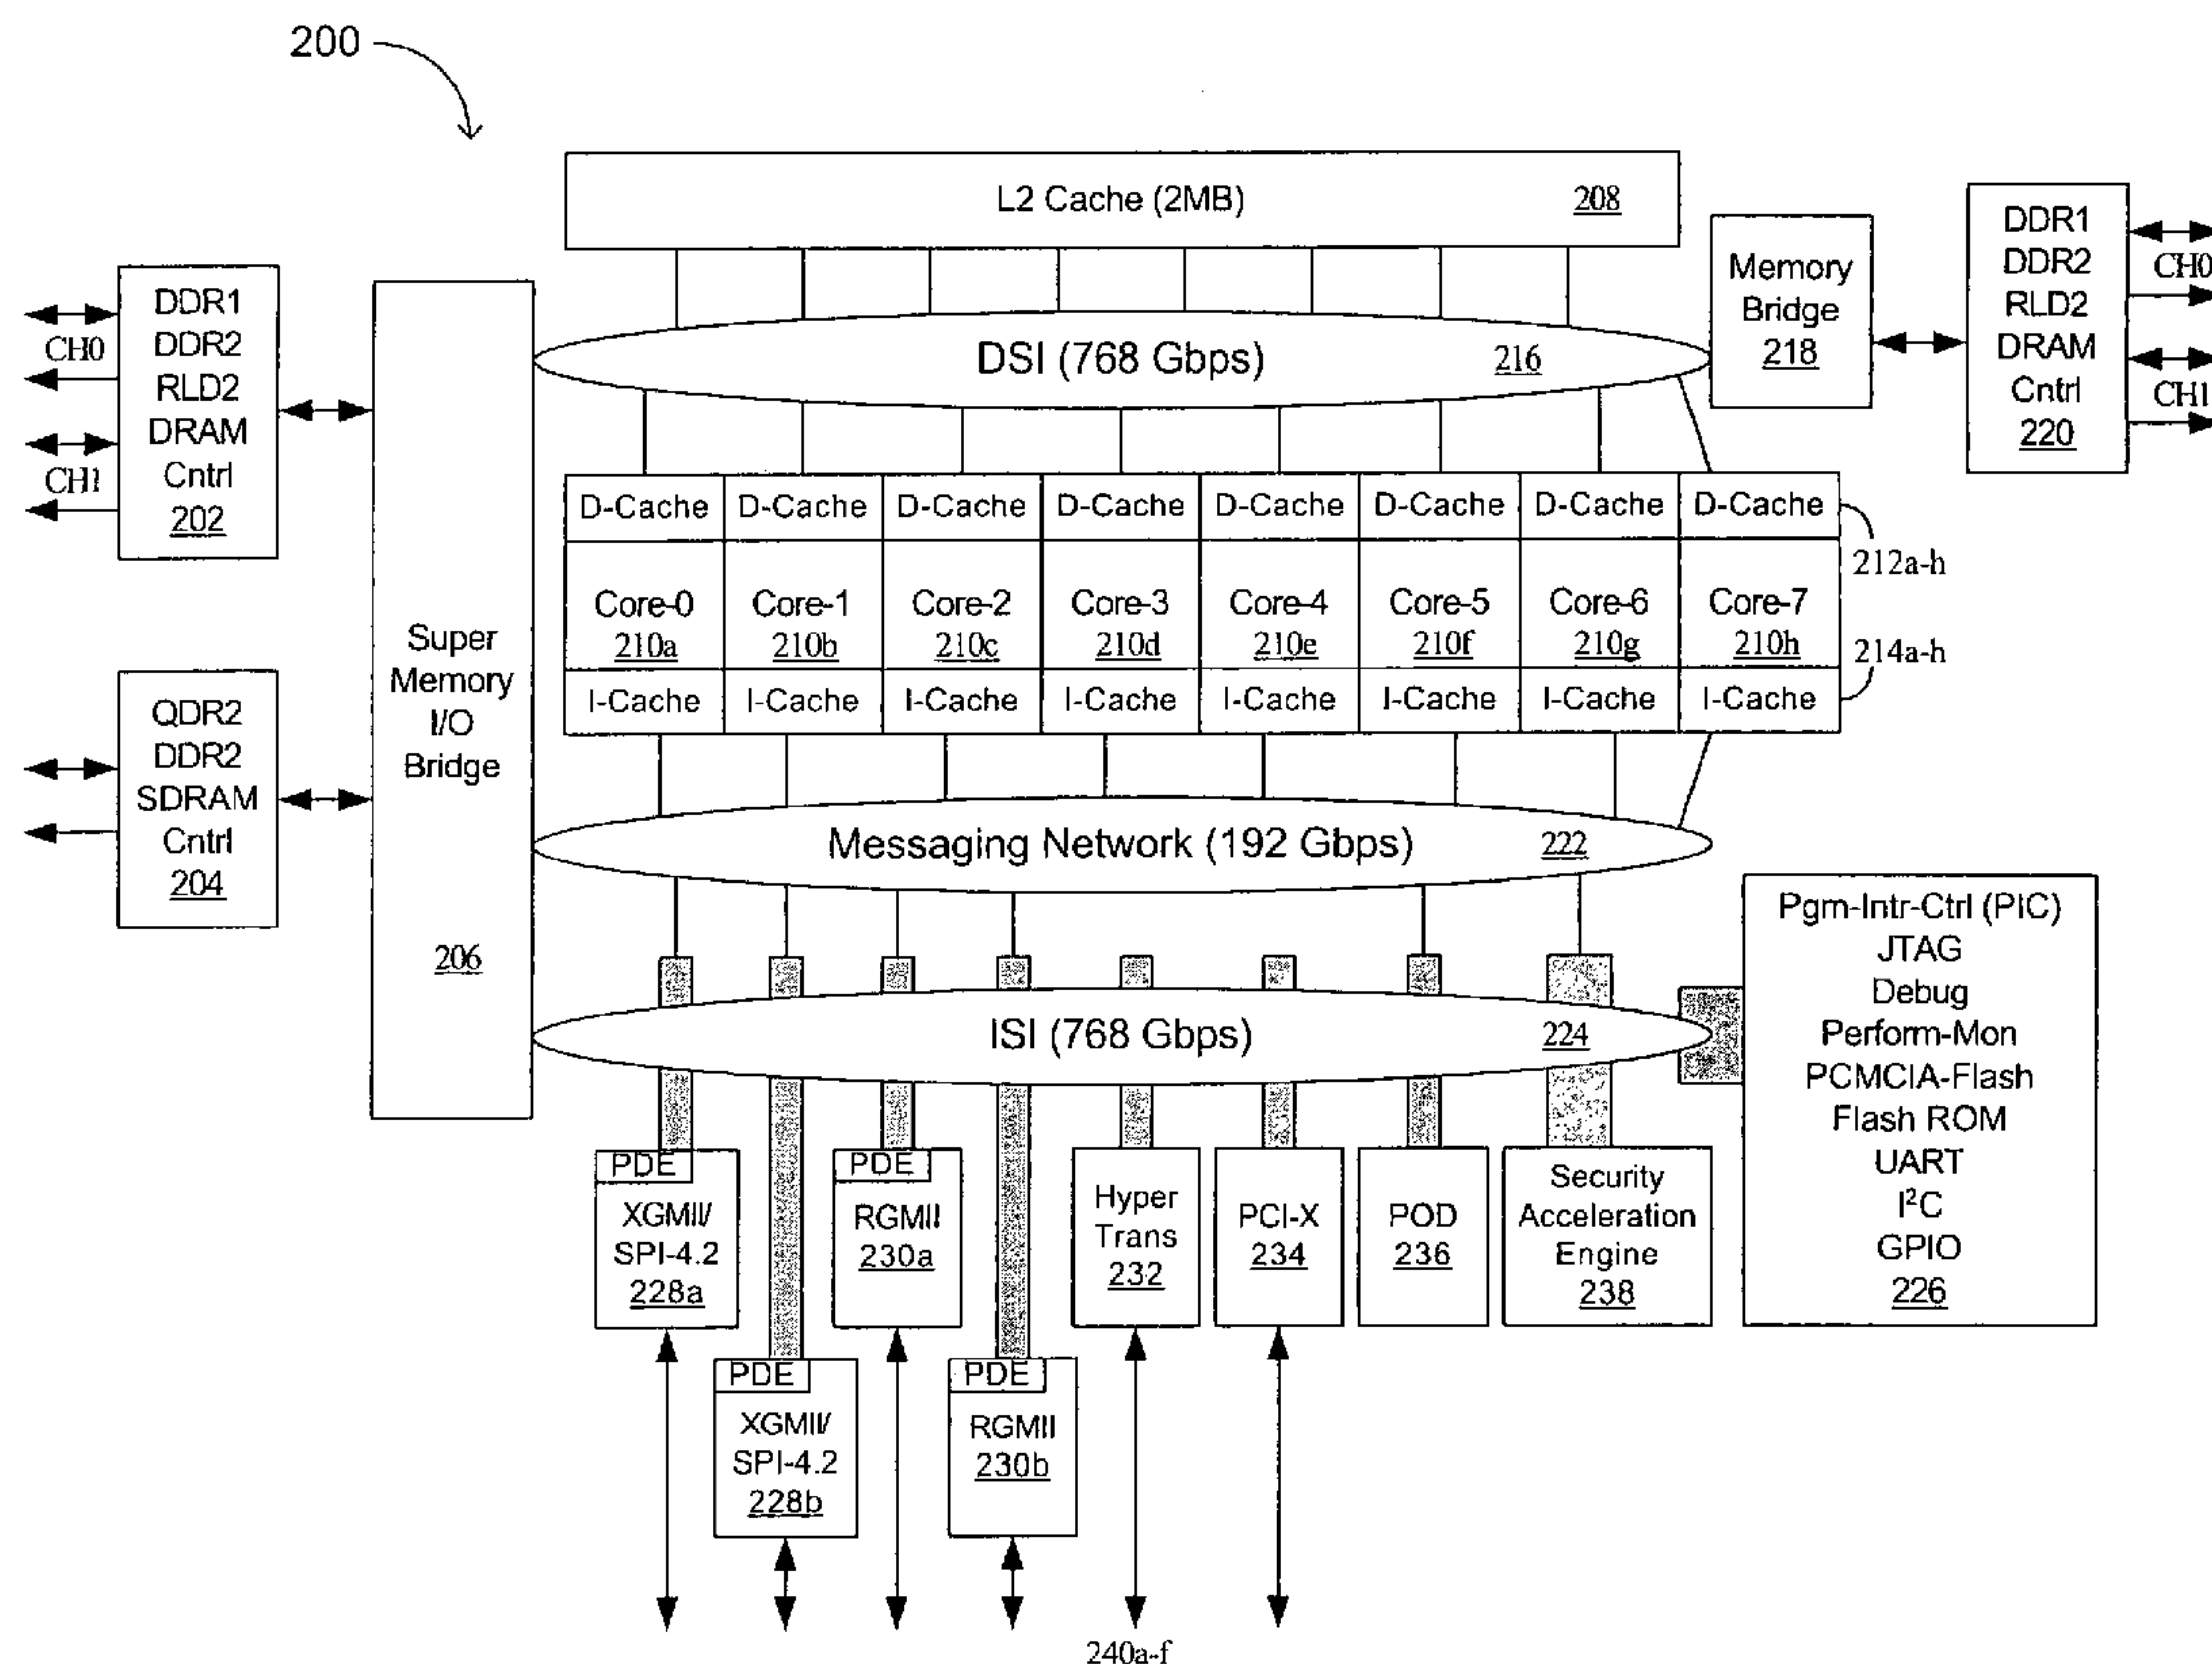 200
L2 Cache (2MB) 208
DDR1
DDR2
RLD2
DRAM
Cntrl
202
CH0
CH1
QDR2
DDR2
SDRAM
Cntrl
204
Super
Memory
I/O
Bridge
206
DSI (768 Gbps) 216
Memory
Bridge
218
DDR1
DDR2
RLD2
DRAM
Cntrl
220
CH0
CH1
D-Cache D-Cache D-Cache D-Cache D-Cache D-Cache D-Cache D-Cache
212a-h
Core-0 Core-1 Core-2 Core-3 Core-4 Core-5 Core-6 Core-7
210a 210b 210c 210d 210e 210f 210g 210h
214a-h
I-Cache I-Cache I-Cache I-Cache I-Cache I-Cache I-Cache I-Cache
Messaging Network (192 Gbps) 222
ISI (768 Gbps) 224
Pgm-Intr-Ctrl (PIC)
JTAG
Debug
Perform-Mon
PCMCIA-Flash
Flash ROM
UART
I²C
GPIO
226
PDE
XGMII/
SPI-4.2
228a
PDE
XGMII/
SPI-4.2
228b
PDE
RGMII
230a
PDE
RGMII
230b
Hyper
Trans
232
PCI-X
234
POD
236
Security
Acceleration
Engine
238
240a-f